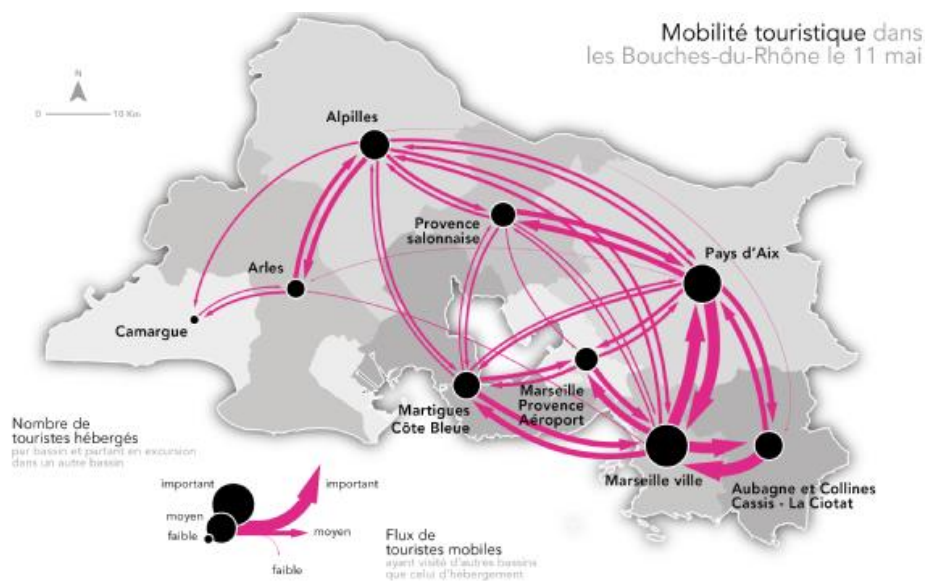 Mobilité touristique dans
les Bouches-du-Rhône le 11 mai
N
0
10 Km
Alpilles
Provence
salonnaise
Pays d'Aix
Arles
Camargue
Martigues
Côte Bleue
Marseille
Provence
Aéroport
Marseille ville
Aubagne et Collines
Cassis - La Ciotat
Nombre de
touristes hébergés
par bassin et partant en excursion
dans un autre bassin
important
moyen
faible
important
moyen
faible
Flux de
touristes mobiles
ayant visité d'autres bassins
que celui d'hébergement